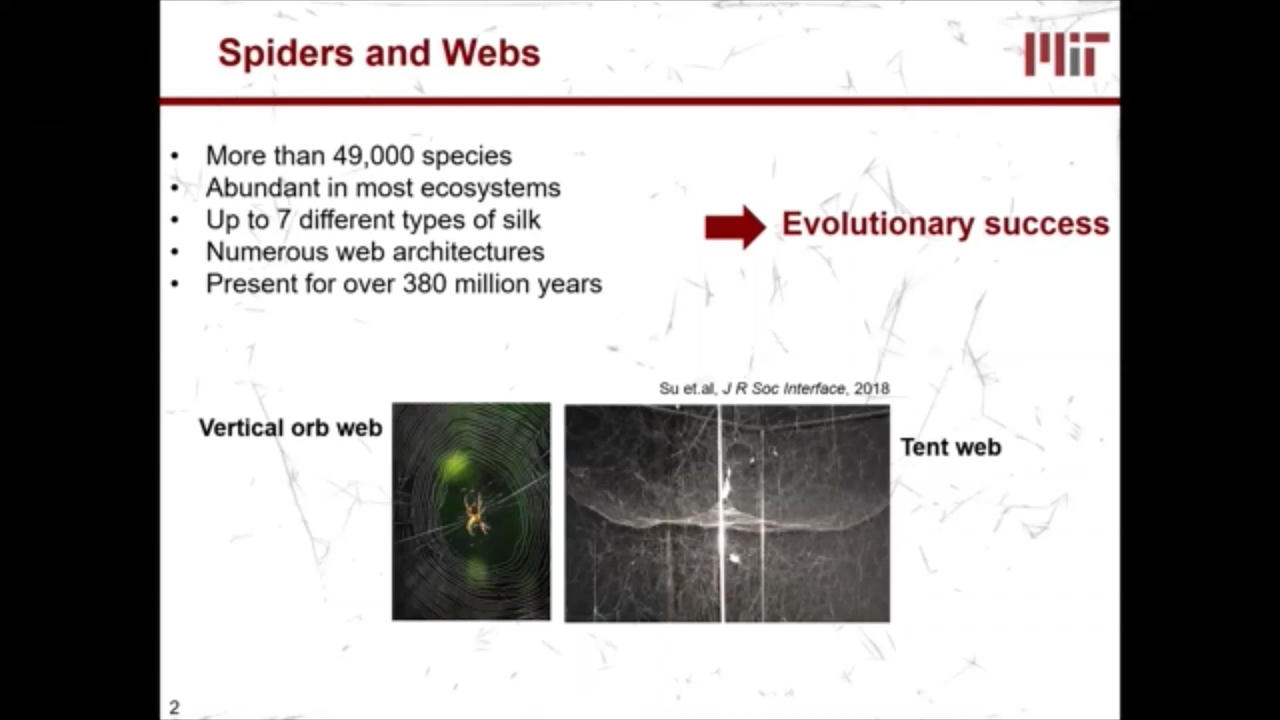 Spiders and Webs
MIT
• More than 49,000 species
• Abundant in most ecosystems
• Up to 7 different types of silk
• Numerous web architectures
• Present for over 380 million years
Evolutionary success
Su et.al, J R Soc Interface, 2018
Vertical orb web
Tent web
2